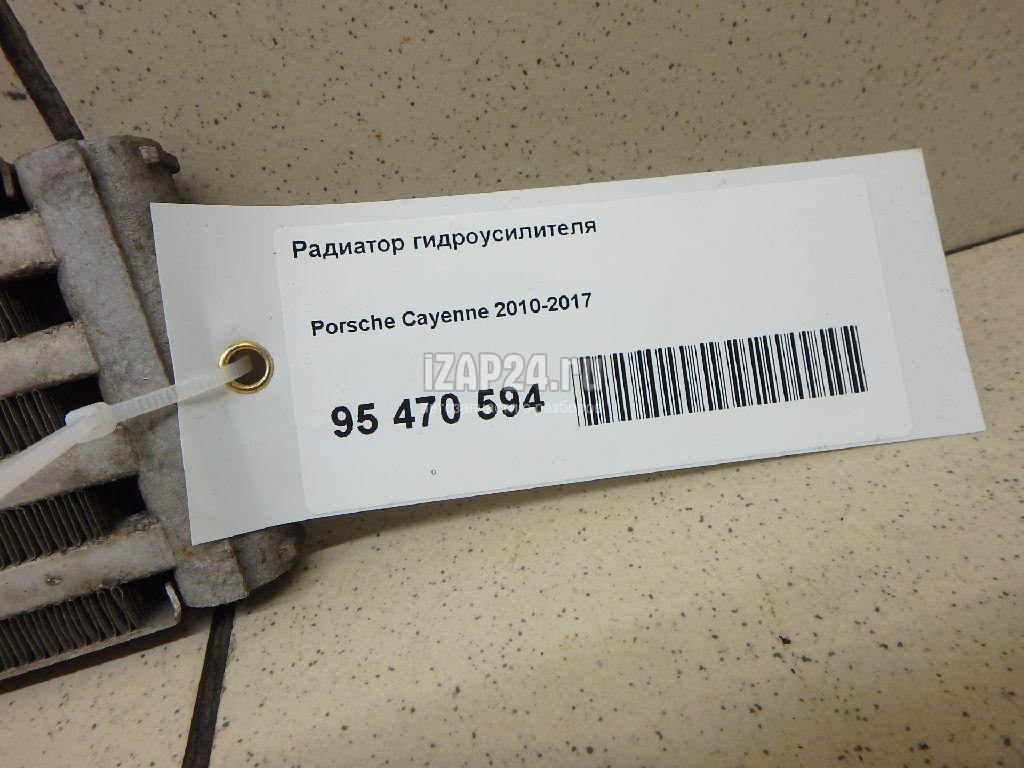 Радиатор гидроусилителя
Porsche Cayenne 2010-2017
iZAP24.ru
95 470 594